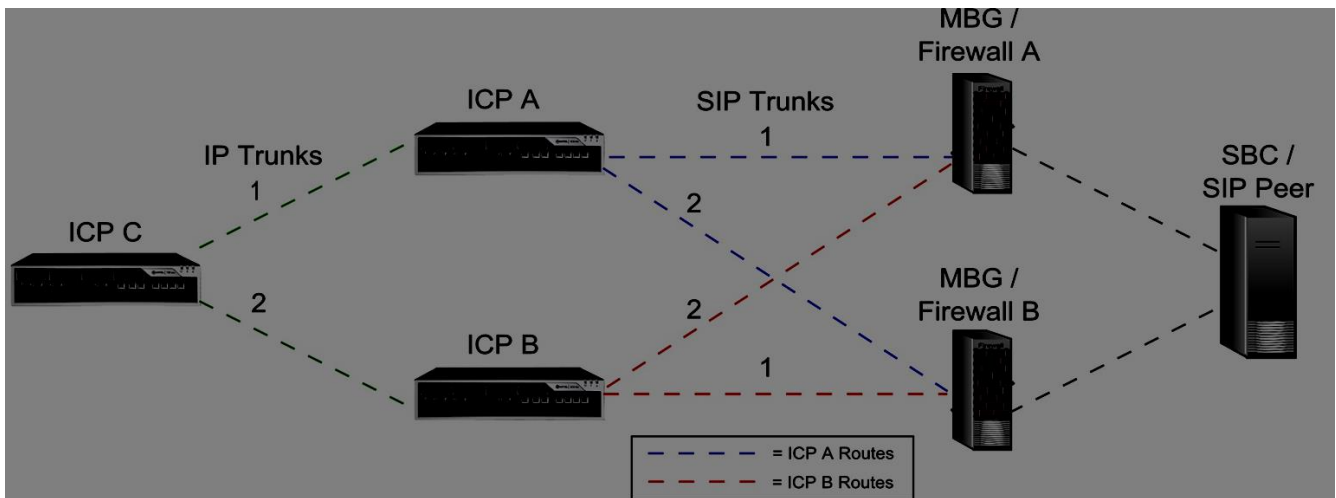 MBG /
Firewall A
ICP A
SIP Trunks
1
IP Trunks
1
SBC /
SIP Peer
2
ICP C
MBG /
Firewall B
2
2
ICP B
1
= ICP A Routes
= ICP B Routes